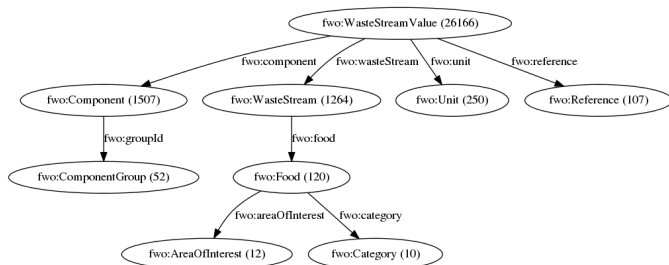 fwo:WasteStreamValue (26166)
fwo:component
fwo:wasteStream
fwo:unit
fwo:reference
fwo:Component (1507)
fwo:WasteStream (1264)
fwo:Unit (250)
fwo:Reference (107)
fwo:groupId
fwo:food
fwo:ComponentGroup (52)
fwo:Food (120)
fwo:areaOfInterest
fwo:category
fwo:AreaOfInterest (12)
fwo:Category (10)